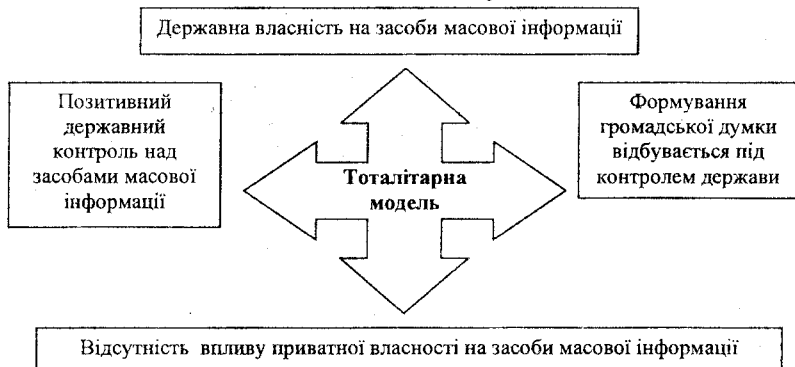 Державна власність на засоби масової інформації
Позитивний
державний
контроль над
засобами масової
інформації
Тоталітарна
модель
Формування
громадської думки
відбувається під
контролем держави
Відсутність впливу приватної власності на засоби масової інформації